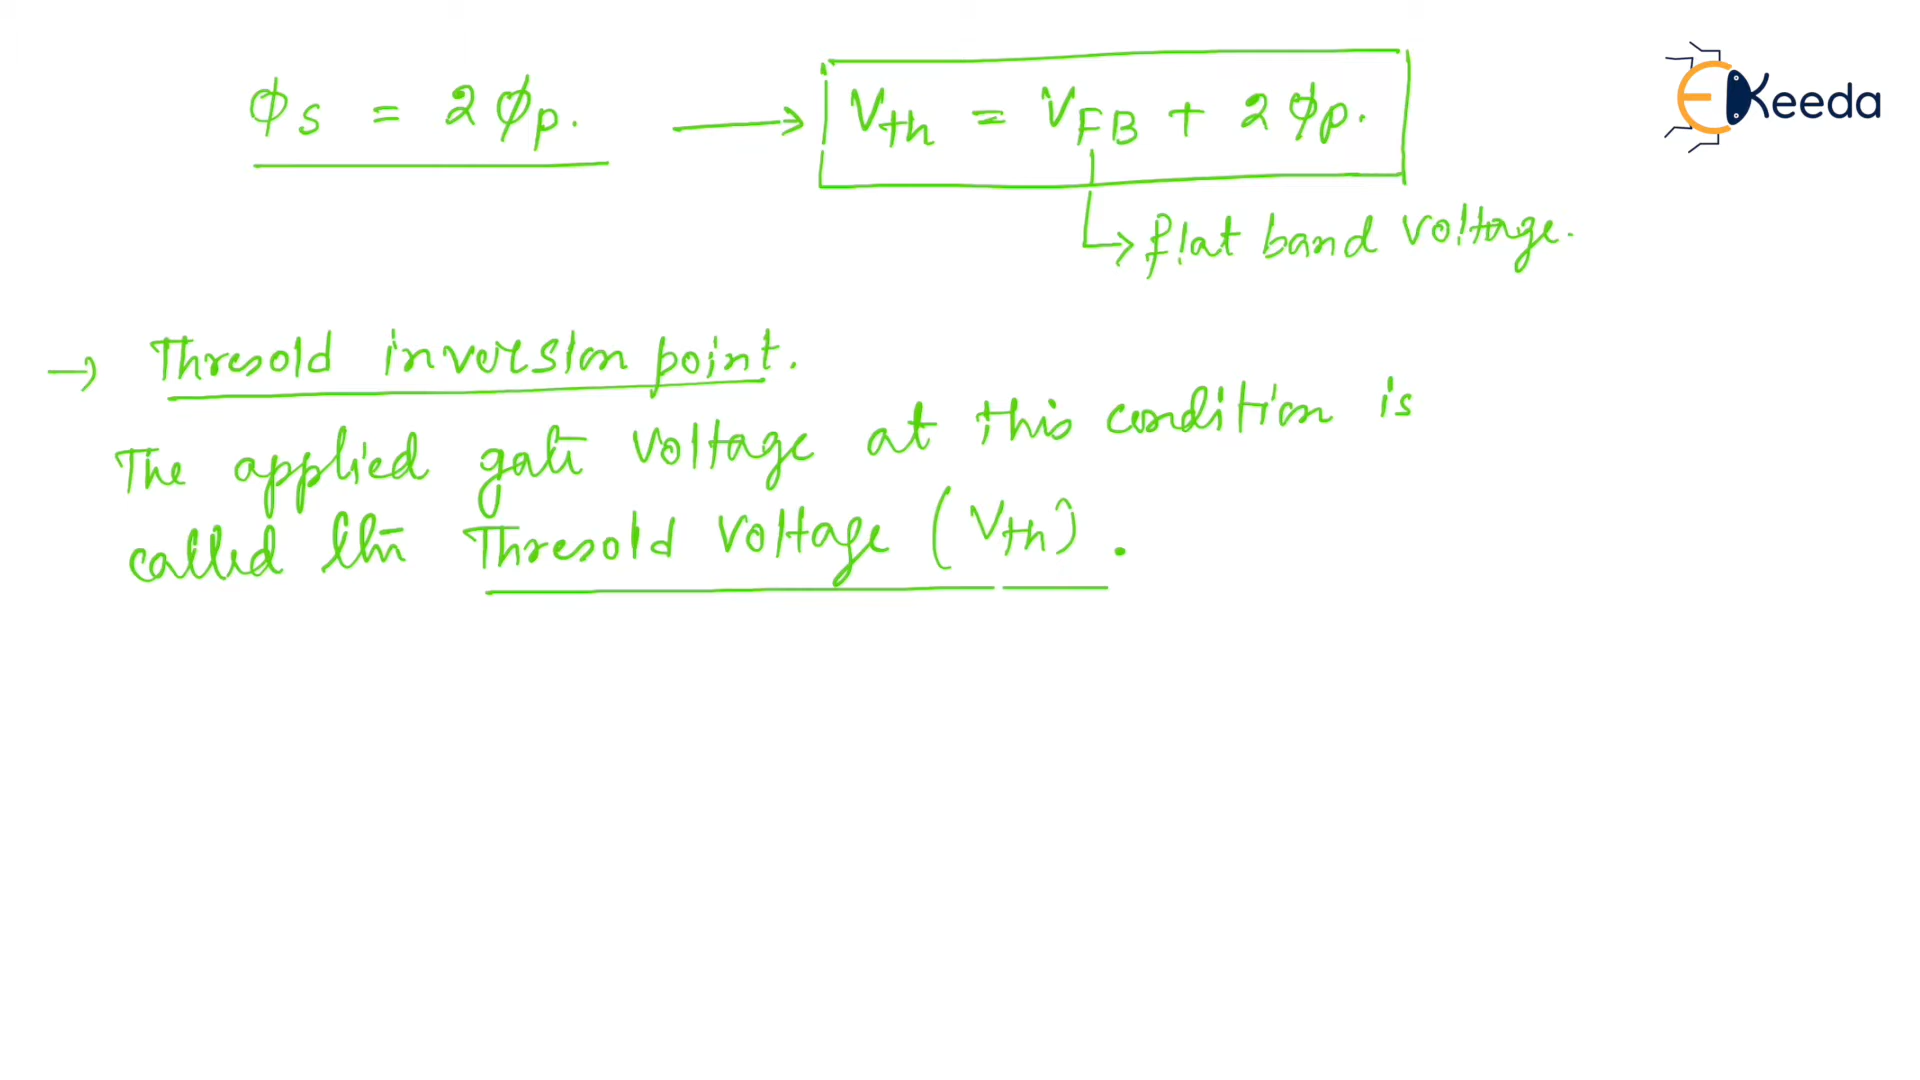 φs = 2φp. → Vth = VFB + 2φp.
EKeeda
→ flat band voltage.
→ Thresold inversion point.
The applied gate voltage at this condition is
called the Thresold Voltage (Vth).